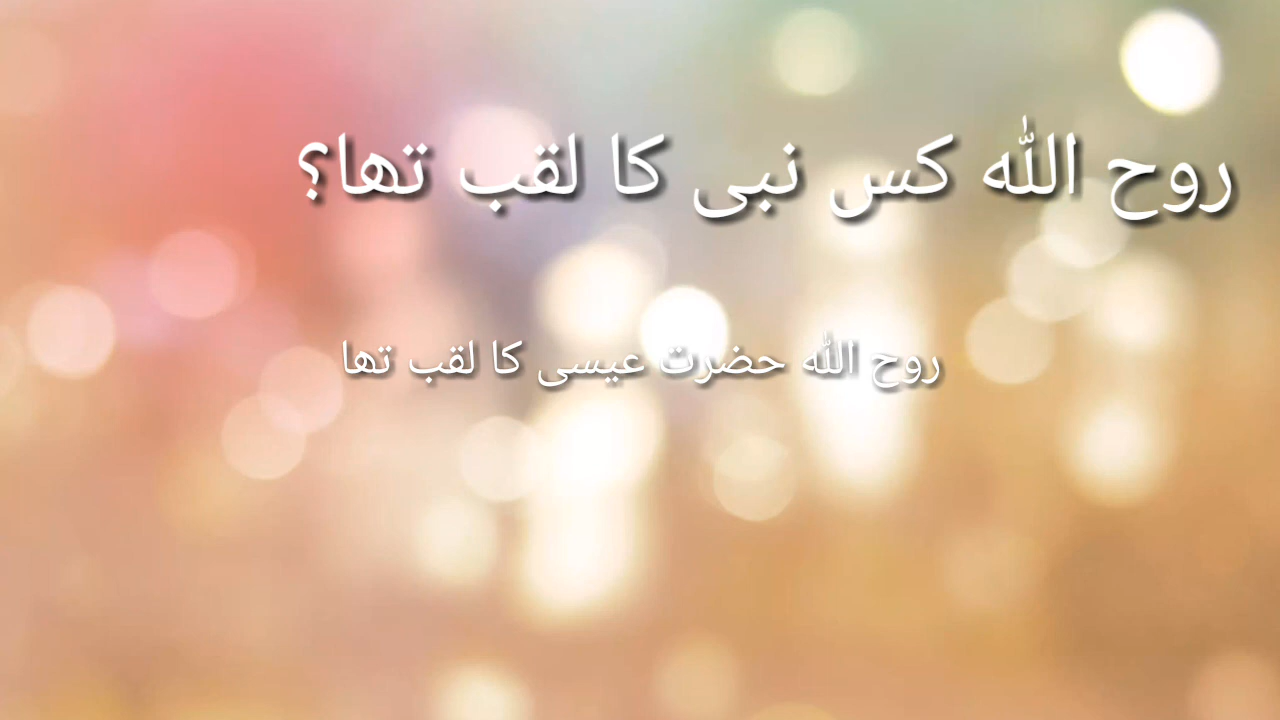 روح اللہ کس نبی کا لقب تھا؟
روح اللہ حضرت عیسی کا لقب تھا